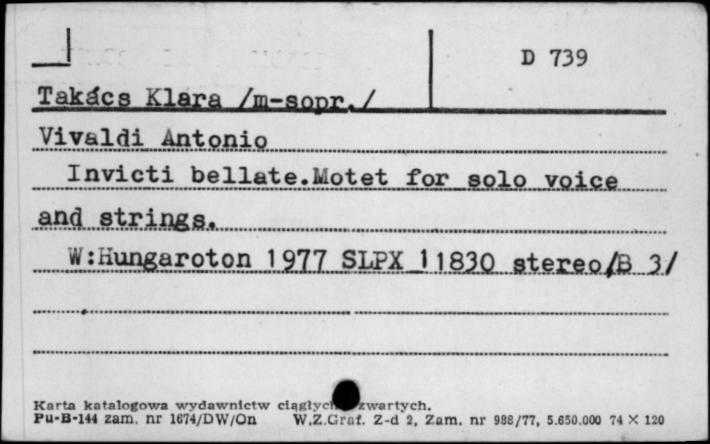 D 739
Takács Klara /m-sopr./
Vivaldi Antonio
Invicti bellate.Motet for solo voice
and strings.
W:Hungaroton 1977 SLPX 11830 stereo/B 3/
Karta katalogowa wydawnictw ciągłych zwartych.
Pu-B-144 zam. nr 1674/DW/On W.Z.Graf. Z-d 2, Zam. nr 988/77, 5.650.000 74 × 120